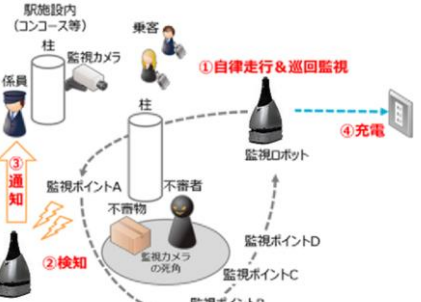 駅施設内
(コンコース等)
柱
監視カメラ
乗客
係員
①自律走行&巡回監視
柱
監視ロボット
④充電
③
通
知
監視ポイントA
不審者
不審物
②検知
監視カメラ
の死角
監視ポイントD
監視ポイントC